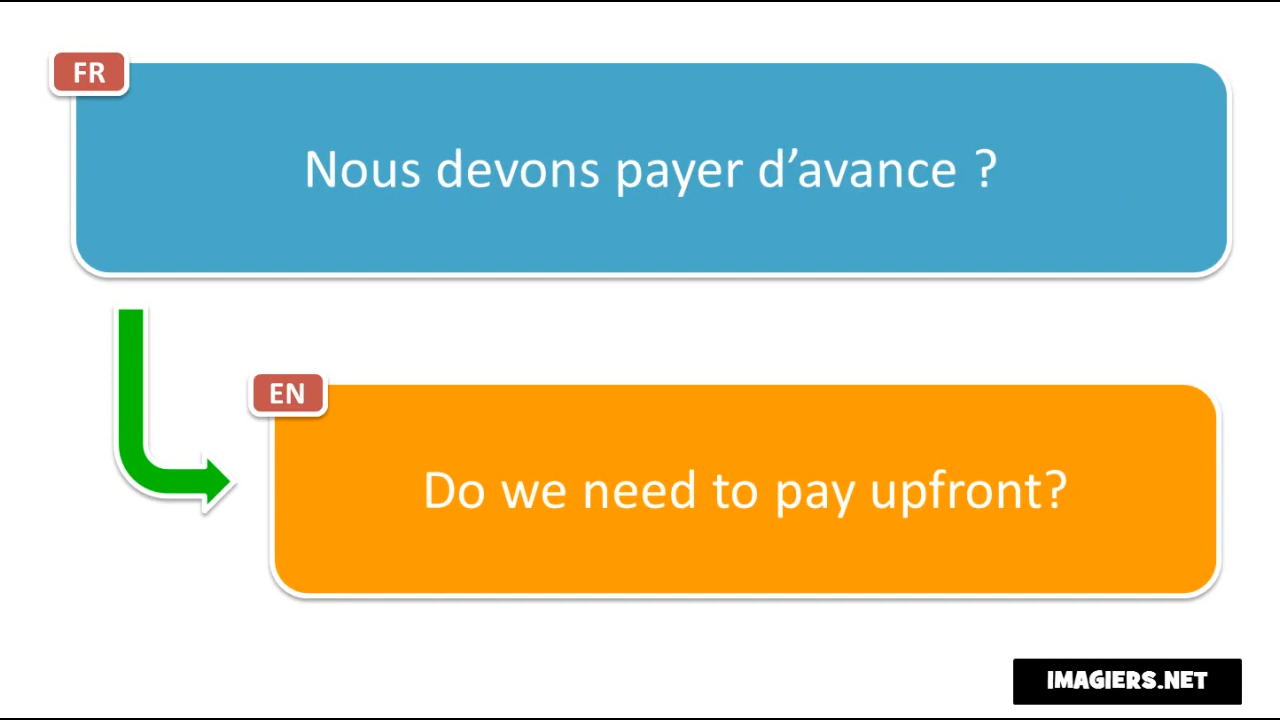 FR
Nous devons payer d’avance ?
EN
Do we need to pay upfront?
IMAGIERS.NET